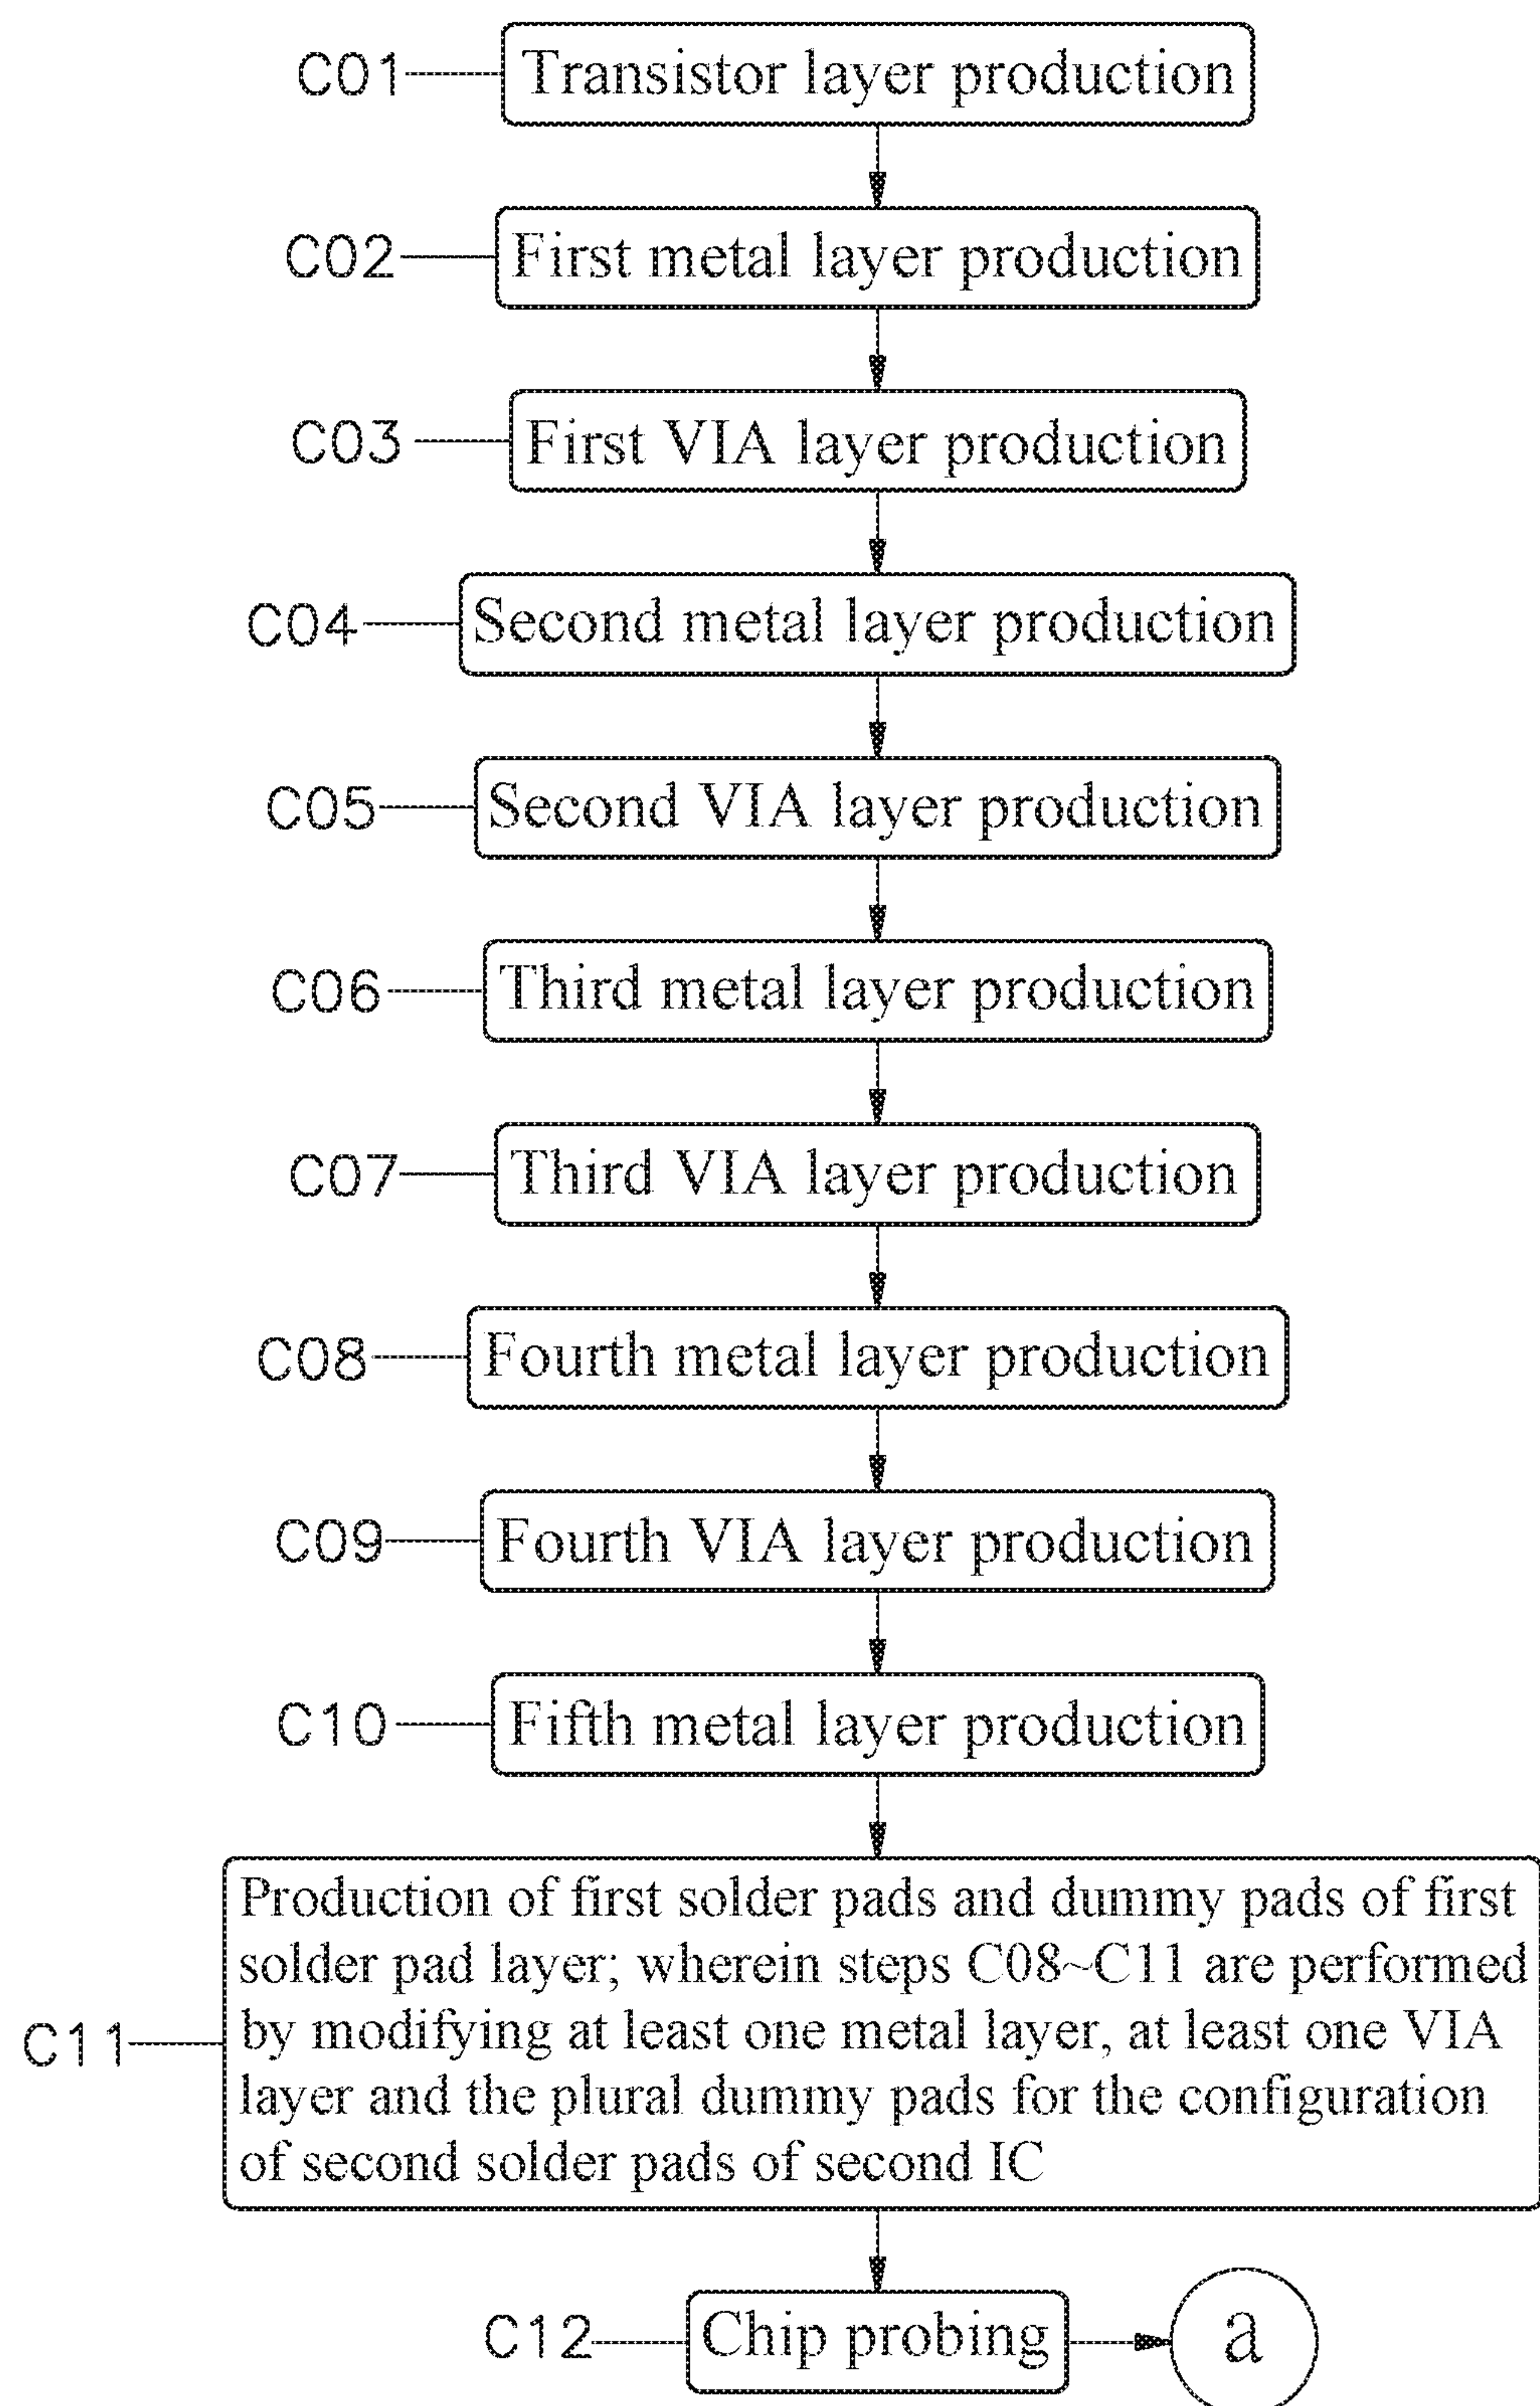 C01 Transistor layer production
C02 First metal layer production
C03 First VIA layer production
C04 Second metal layer production
C05 Second VIA layer production
C06 Third metal layer production
C07 Third VIA layer production
C08 Fourth metal layer production
C09 Fourth VIA layer production
C10 Fifth metal layer production
Production of first solder pads and dummy pads of first
solder pad layer; wherein steps C08~C11 are performed
C11 by modifying at least one metal layer, at least one VIA
layer and the plural dummy pads for the configuration
of second solder pads of second IC
C12 Chip probing a